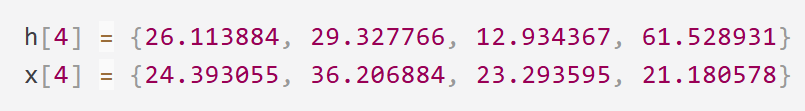 h[4] = {26.113884, 29.327766, 12.934367, 61.528931}
x[4] = {24.393055, 36.206884, 23.293595, 21.180578}